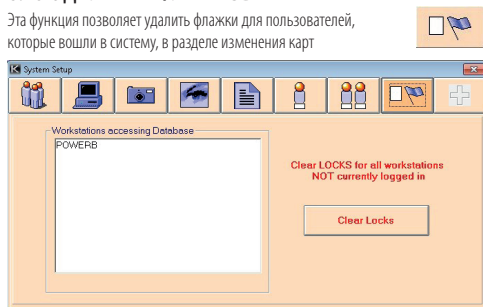 Эта функция позволяет удалить флажки для пользователей,
которые вошли в систему, в разделе изменения карт
System Setup
Workstations accessing Database
POWERB
Clear LOCKS for all workstations
NOT currently logged in
Clear Locks